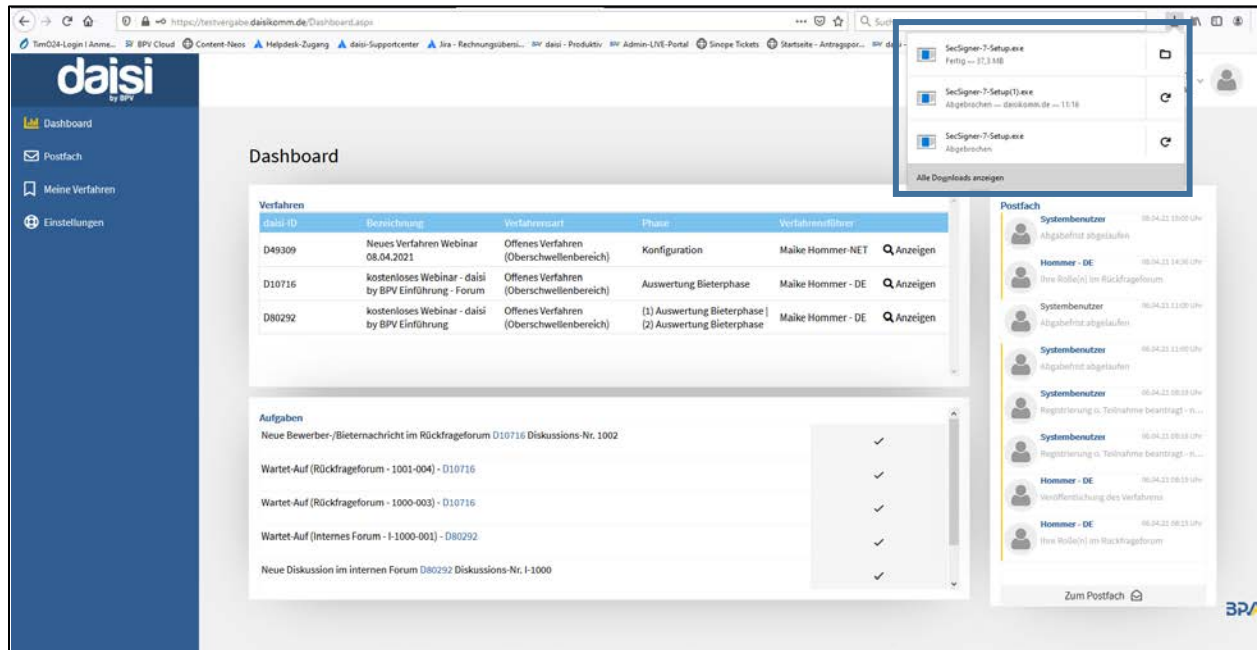 https://testvergabe.daisikomm.de/Dashboard.aspx
TimO24-Login | Anme... BPV Cloud Content-Neos Helpdesk-Zugang daisi-Supportcenter Jira - Rechnungsübersi... daisi - Produktiv Admin-LIVE-Portal Sinope Tickets Startseite - Antragspor...
SecSigner-7-Setup.exe
Fertig — 37,3 MB
SecSigner-7-Setup(1).exe
Abgebrochen — daisikomm.de — 11:16
SecSigner-7-Setup.exe
Abgebrochen
Alle Downloads anzeigen
daisi
by BPV
Dashboard
Postfach
Meine Verfahren
Einstellungen
Dashboard
Verfahren
daisi-ID Bezeichnung Verfahrensart Phase Verfahrensführer
D49309 Neues Verfahren Webinar 08.04.2021 Offenes Verfahren (Oberschwellenbereich) Konfiguration Maike Hommer-NET Anzeigen
D10716 kostenloses Webinar - daisi by BPV Einführung - Forum Offenes Verfahren (Oberschwellenbereich) Auswertung Bieterphase Maike Hommer - DE Anzeigen
D80292 kostenloses Webinar - daisi by BPV Einführung Offenes Verfahren (Oberschwellenbereich) (1) Auswertung Bieterphase | (2) Auswertung Bieterphase Maike Hommer - DE Anzeigen
Aufgaben
Neue Bewerber-/Bieternachricht im Rückfrageforum D10716 Diskussions-Nr. 1002
Wartet-Auf (Rückfrageforum - 1001-004) - D10716
Wartet-Auf (Rückfrageforum - 1000-003) - D10716
Wartet-Auf (Internes Forum - I-1000-001) - D80292
Neue Diskussion im internen Forum D80292 Diskussions-Nr. I-1000
Postfach
Systembenutzer
Abgabefrist abgelaufen
Hommer - DE
Ihre Rolle(n) im Rückfrageforum
Systembenutzer
Abgabefrist abgelaufen
Systembenutzer
Abgabefrist abgelaufen
Systembenutzer
Registrierung o. Teilnahme beantragt - n...
Systembenutzer
Registrierung o. Teilnahme beantragt - n...
Hommer - DE
Veröffentlichung des Verfahrens
Hommer - DE
Ihre Rolle(n) im Rückfrageforum
Zum Postfach